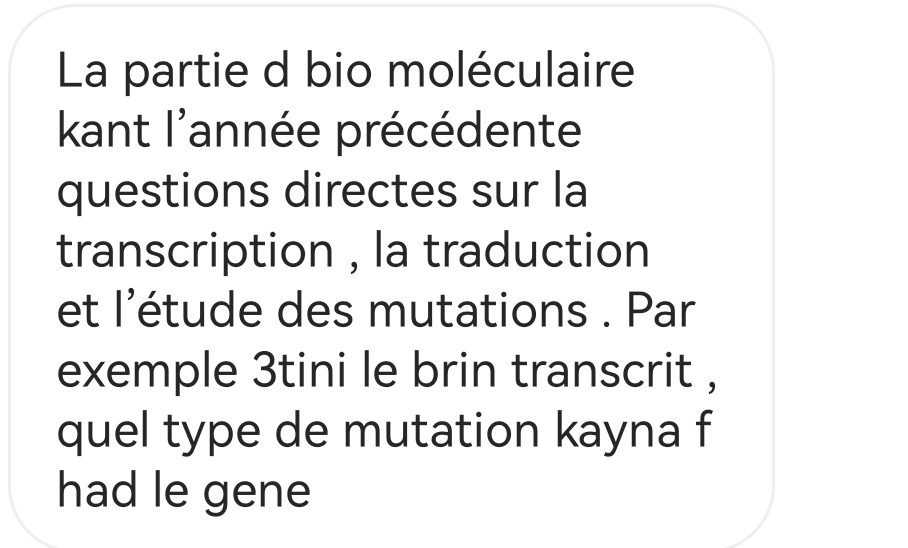 La partie d bio moléculaire
kant l’année précédente
questions directes sur la
transcription , la traduction
et l’étude des mutations . Par
exemple 3tini le brin transcrit ,
quel type de mutation kayna f
had le gene